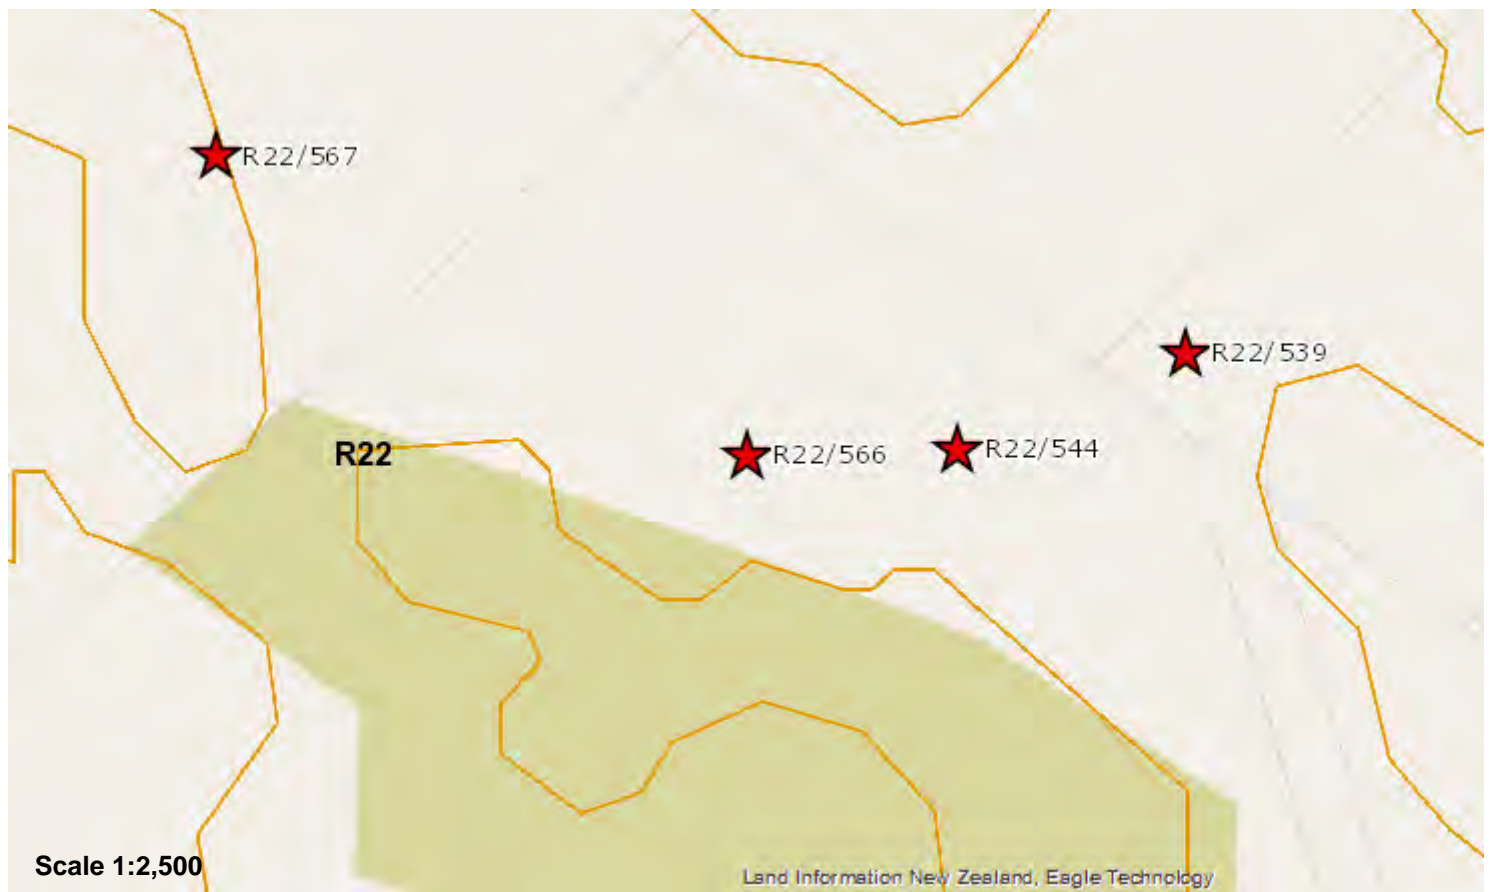 R22/567
R22/539
R22
R22/566
R22/544
Scale 1:2,500
Land Information New Zealand, Eagle Technology